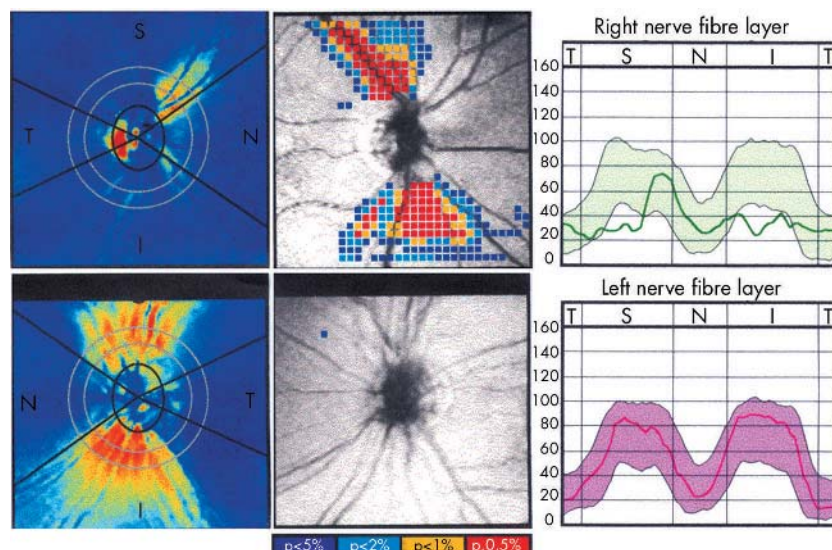 S
T
N
I
Right nerve fibre layer
T S N I T
160
140
120
100
80
60
40
20
0
N
T
I
Left nerve fibre layer
T S N I T
160
140
120
100
80
60
40
20
0
p<5% p<2% p<1% p.0.5%